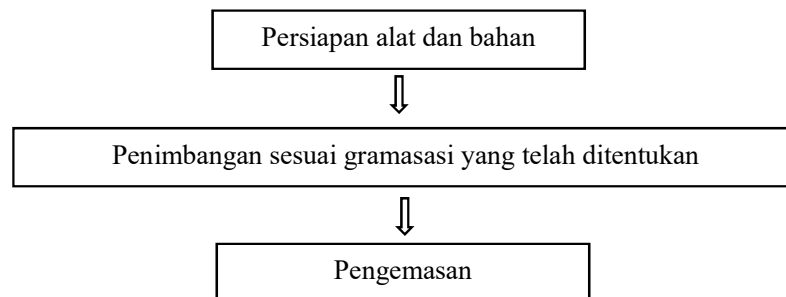 Persiapan alat dan bahan
Penimbangan sesuai gramasasi yang telah ditentukan
Pengemasan